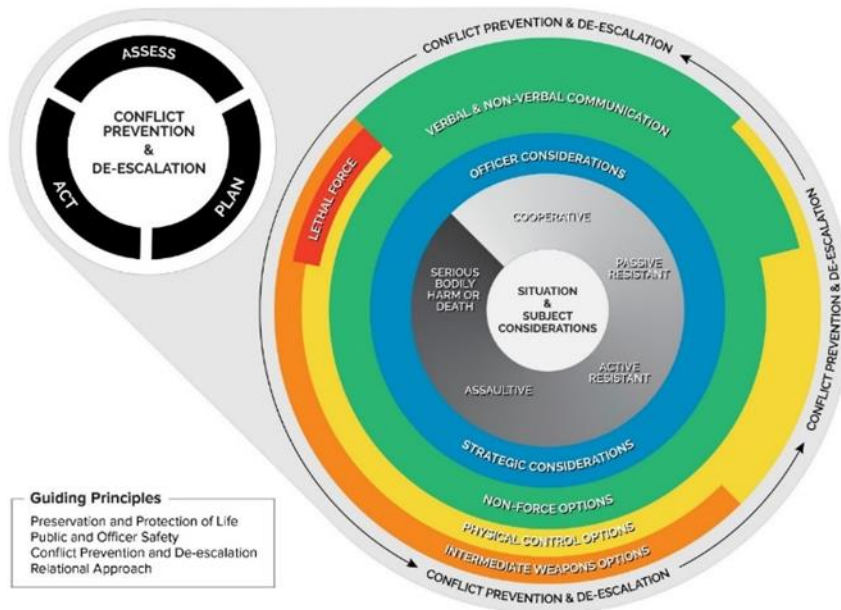 CONFLICT PREVENTION & DE-ESCALATION
ASSESS
CONFLICT
PREVENTION
&
DE-ESCALATION
ACT
PLAN
VERBAL & NON-VERBAL COMMUNICATION
OFFICER CONSIDERATIONS
LETHAL FORCE
COOPERATIVE
PASSIVE
RESISTANT
SERIOUS
BODILY
HARM OR
DEATH
SITUATION
&
SUBJECT
CONSIDERATIONS
CONFLICT PREVENTION & DE-ESCALATION
ACTIVE
RESISTANT
ASSAULTIVE
STRATEGIC CONSIDERATIONS
NON-FORCE OPTIONS
PHYSICAL CONTROL OPTIONS
INTERMEDIATE WEAPONS OPTIONS
CONFLICT PREVENTION & DE-ESCALATION
Guiding Principles
Preservation and Protection of Life
Public and Officer Safety
Conflict Prevention and De-escalation
Relational Approach